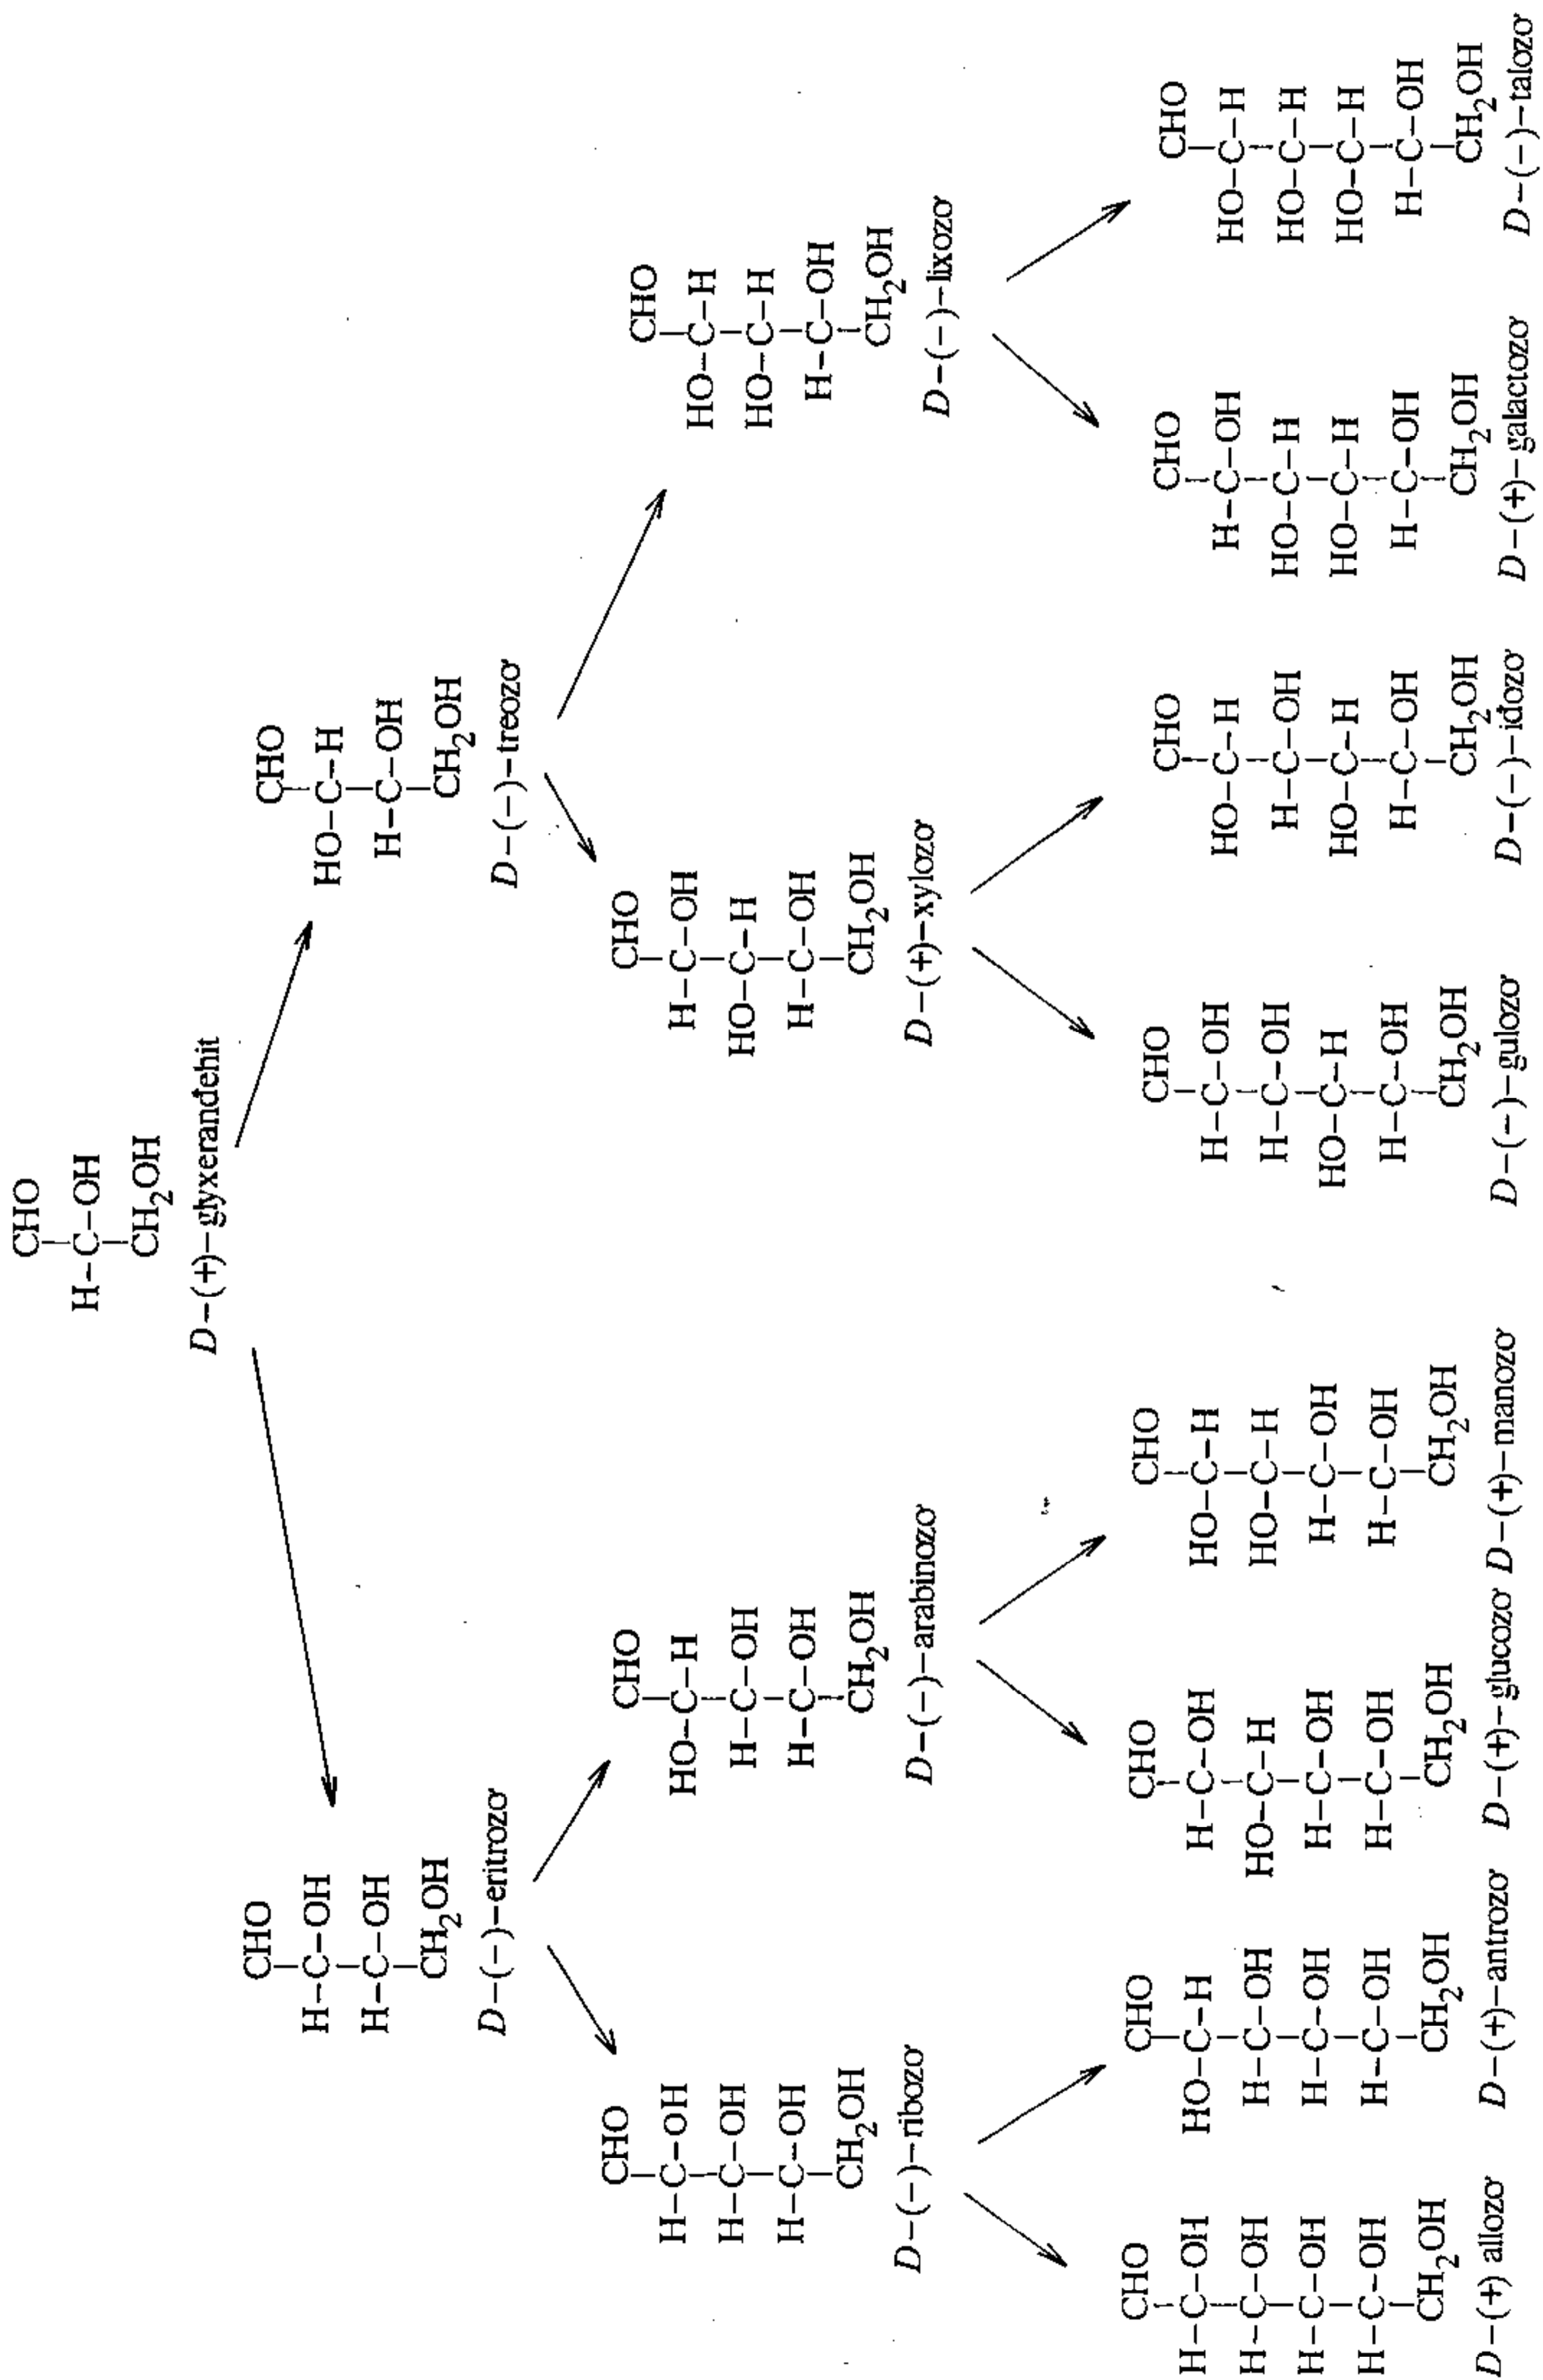 CHO
H–C–OH
CH₂OH
D–(+)–glyxerandehit
CHO
H–C–OH
H–C–OH
CH₂OH
D–(–)–eritrozơ
CHO
HO–C–H
H–C–OH
CH₂OH
D–(–)–treozơ
CHO
H–C–OH
H–C–OH
H–C–OH
CH₂OH
D–(–)–ribozơ
CHO
HO–C–H
H–C–OH
H–C–OH
CH₂OH
D–(–)–arabinozơ
CHO
H–C–OH
HO–C–H
H–C–OH
CH₂OH
D–(+)–xylozơ
CHO
HO–C–H
HO–C–H
H–C–OH
CH₂OH
D–(–)–lixozơ
CHO
H–C–OH
H–C–OH
H–C–OH
H–C–OH
CH₂OH
D–(+) allozơ
CHO
HO–C–H
H–C–OH
H–C–OH
H–C–OH
CH₂OH
D–(+)–antrozơ
CHO
H–C–OH
HO–C–H
H–C–OH
H–C–OH
CH₂OH
D–(+)–glucozơ
CHO
HO–C–H
HO–C–H
H–C–OH
H–C–OH
CH₂OH
D–(+)–manozơ
CHO
H–C–OH
H–C–OH
HO–C–H
H–C–OH
CH₂OH
D–(–)–gulozơ
CHO
HO–C–H
H–C–OH
HO–C–H
H–C–OH
CH₂OH
D–(–)–idozơ
CHO
H–C–OH
HO–C–H
HO–C–H
H–C–OH
CH₂OH
D–(+)–galactozơ
CHO
HO–C–H
HO–C–H
HO–C–H
H–C–OH
CH₂OH
D–(–)–talozơ